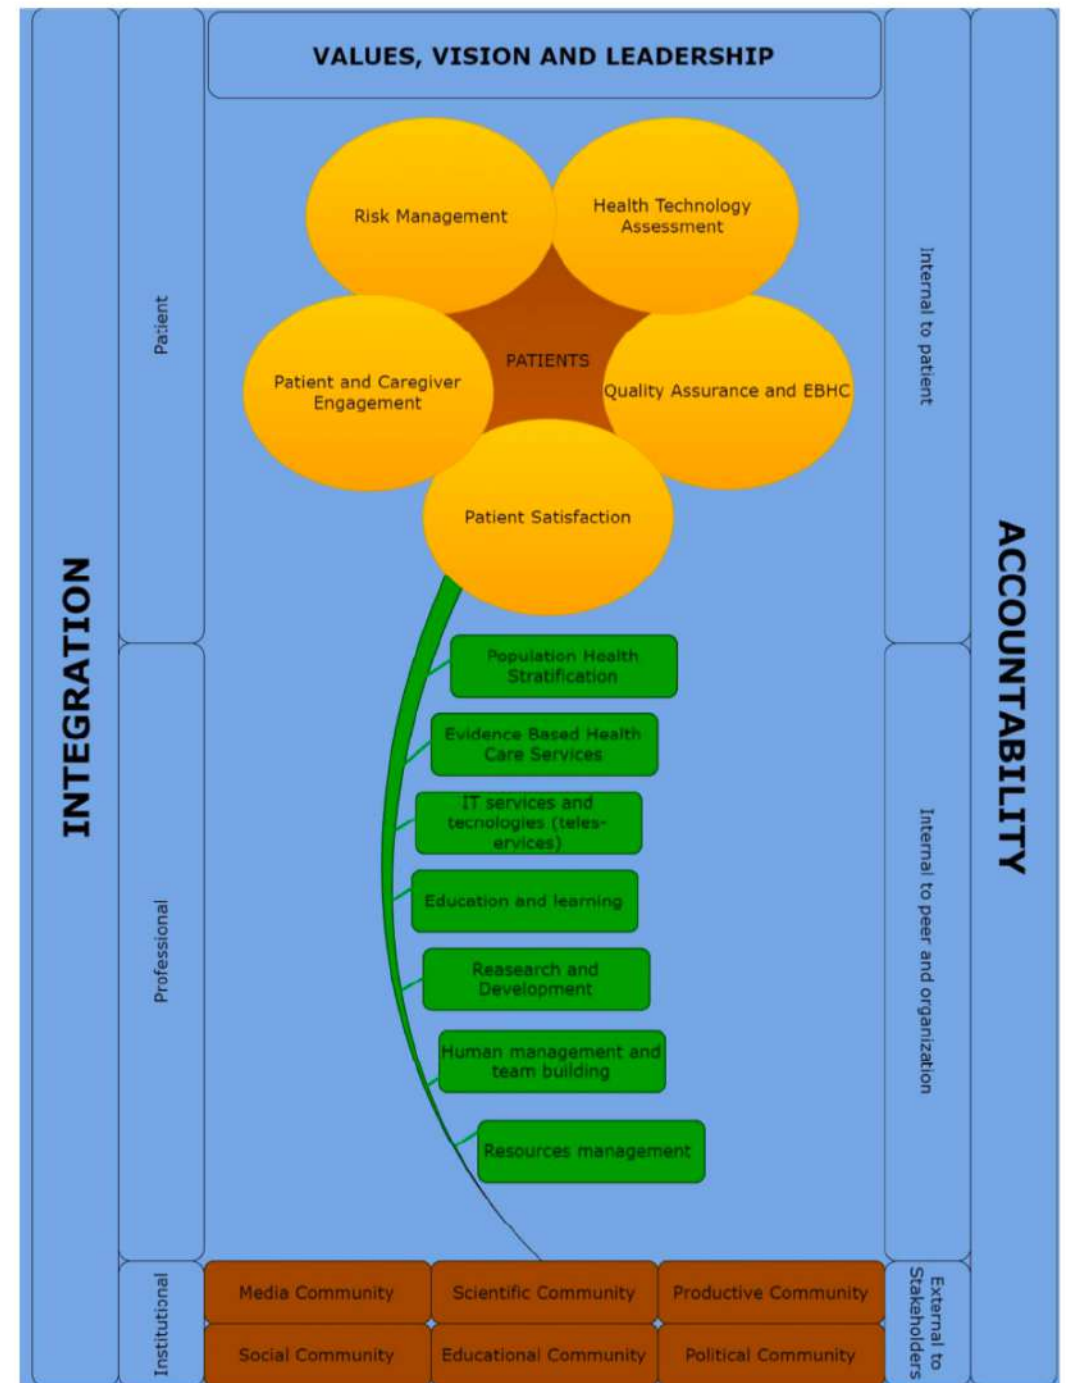 VALUES, VISION AND LEADERSHIP
INTEGRATION
Patient
Professional
Institutional
Risk Management
Health Technology
Assessment
PATIENTS
Patient and Caregiver
Engagement
Quality Assurance and EBHC
Patient Satisfaction
Population Health
Stratification
Evidence Based Health
Care Services
IT services and
tecnologies (teles-
ervices)
Education and learning
Reasearch and
Development
Human management and
team building
Resources management
Media Community
Scientific Community
Productive Community
Social Community
Educational Community
Political Community
Internal to patient
Internal to peer and organization
External to
Stakeholders
ACCOUNTABILITY